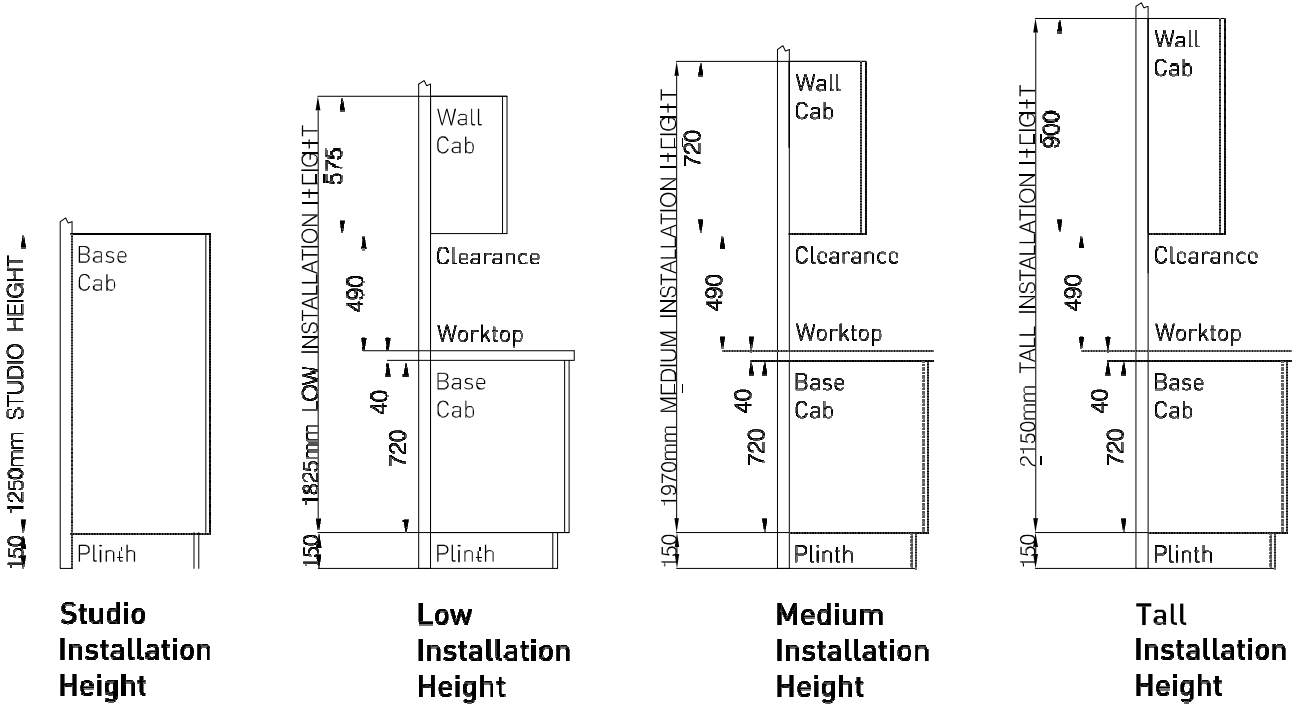 Base
Cab
1250mm STUDIO HEIGHT
150
Plinth
Studio
Installation
Height
Wall
Cab
575
1825mm LOW INSTALLATION HEIGHT
Clearance
490
Worktop
Base
Cab
40
720
150
Plinth
Low
Installation
Height
Wall
Cab
720
1970mm MEDIUM INSTALLATION HEIGHT
Clearance
490
Worktop
Base
Cab
40
720
150
Plinth
Medium
Installation
Height
Wall
Cab
900
2150mm TALL INSTALLATION HEIGHT
Clearance
490
Worktop
Base
Cab
40
720
150
Plinth
Tall
Installation
Height